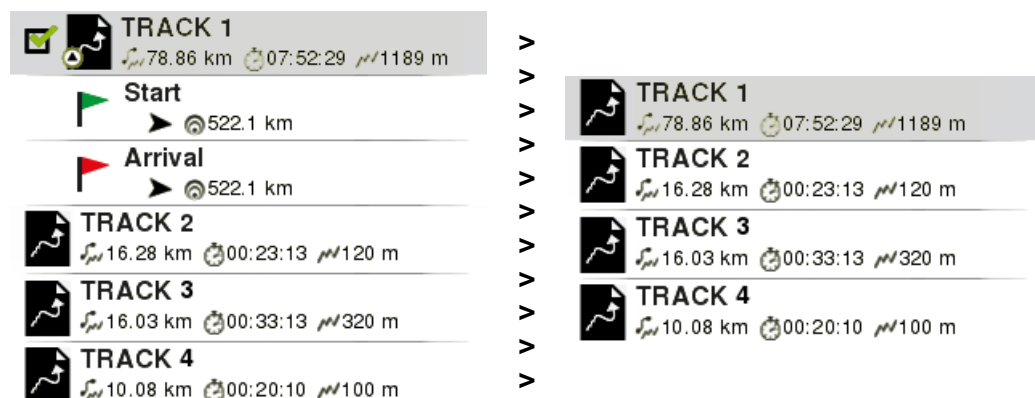 TRACK 1
78.86 km 07:52:29 1189 m
Start
522.1 km
Arrival
522.1 km
TRACK 2
16.28 km 00:23:13 120 m
TRACK 3
16.03 km 00:33:13 320 m
TRACK 4
10.08 km 00:20:10 100 m
>
>
>
>
>
>
>
>
>
>
>
TRACK 1
78.86 km 07:52:29 1189 m
TRACK 2
16.28 km 00:23:13 120 m
TRACK 3
16.03 km 00:33:13 320 m
TRACK 4
10.08 km 00:20:10 100 m